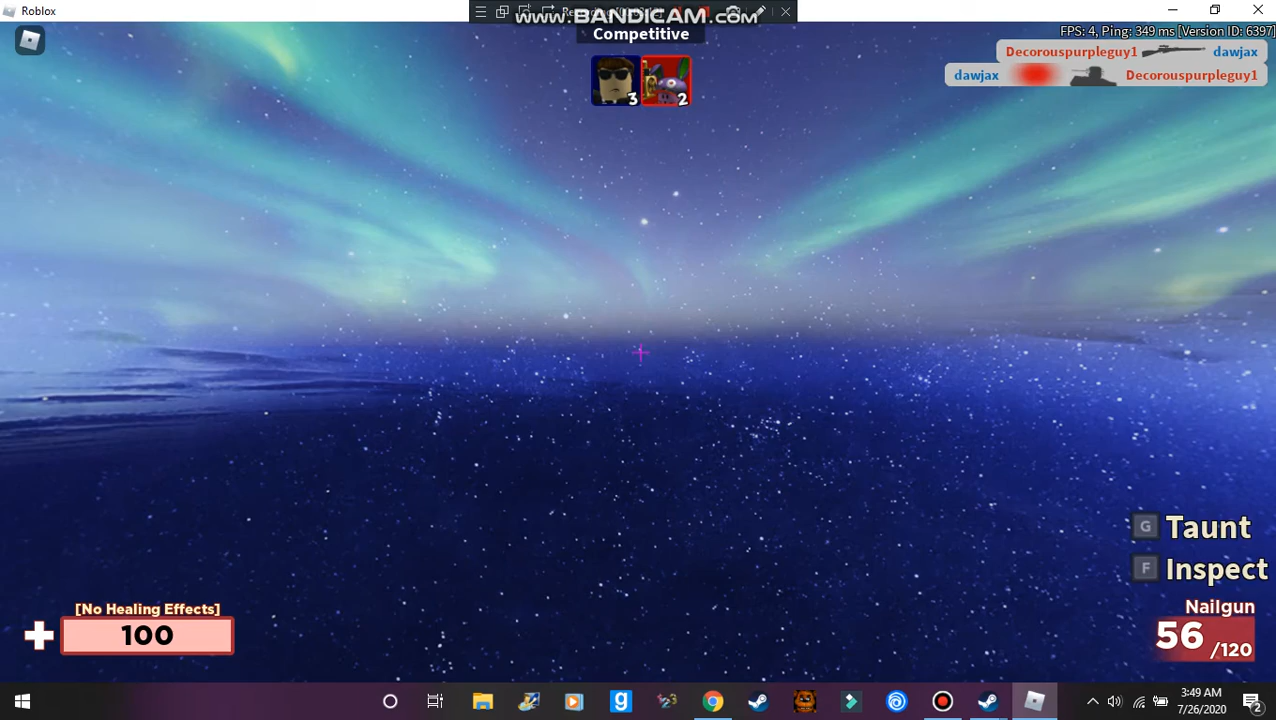 Roblox
www.BANDICAM.com
Competitive
3 2
FPS: 4, Ping: 349 ms [Version ID: 6397]
Decorouspurpleguy1 dawjax
dawjax Decorouspurpleguy1
G Taunt
F Inspect
[No Healing Effects]
100
Nailgun
56 /120
3:49 AM
7/26/2020
2